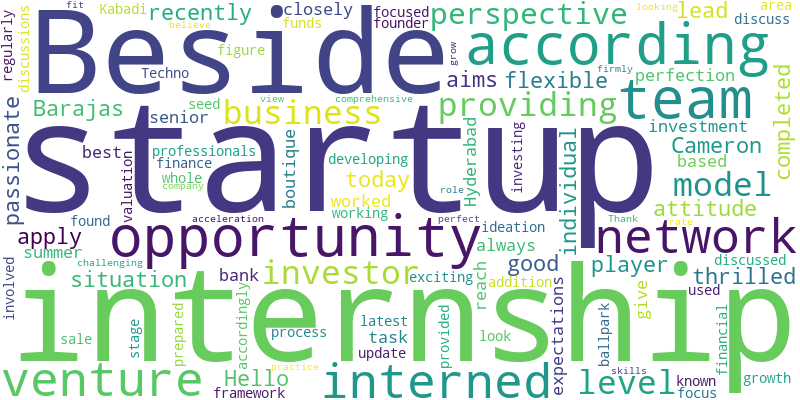 fit
Kabadi
recently
closely
funds
focused
founder
perspective
looking
lead
area
discuss
regularly
discussions
believe
Beside
figure
grow
according
Techno
aims
flexible
firmly
perfection
team
view
comprehensive
seed
Barajas
senior
business
providing
completed
passionate
startup
investment
best
professionals
boutique
developing
Hyderabad
investing
individual
Cameron
based
finance
valuation
whole
company
today
worked
working
role
model
attitude
found
acceleration
perfect
ideation
Thank
rate
apply
opportunity
network
summer
always
challenging
situation
bank
investor
exciting
reach
addition
good
player
discussed
thrilled
involved
internship
expectations
ballpark
give
used
financial
stage
prepared
accordingly
process
provided
latest
task
look
update
sale
venture
Hello
framework
practice
interned
level
skills
known
focus
growth